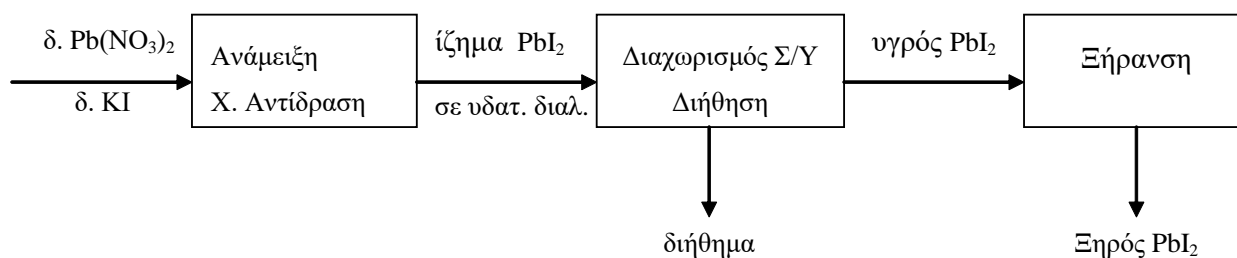 δ. Pb(NO₃)₂
δ. KI
Ανάμειξη
Χ. Αντίδραση
ίζημα PbI₂
σε υδατ. διαλ.
Διαχωρισμός Σ/Υ
Διήθηση
υγρός PbI₂
Ξήρανση
διήθημα
Ξηρός PbI₂